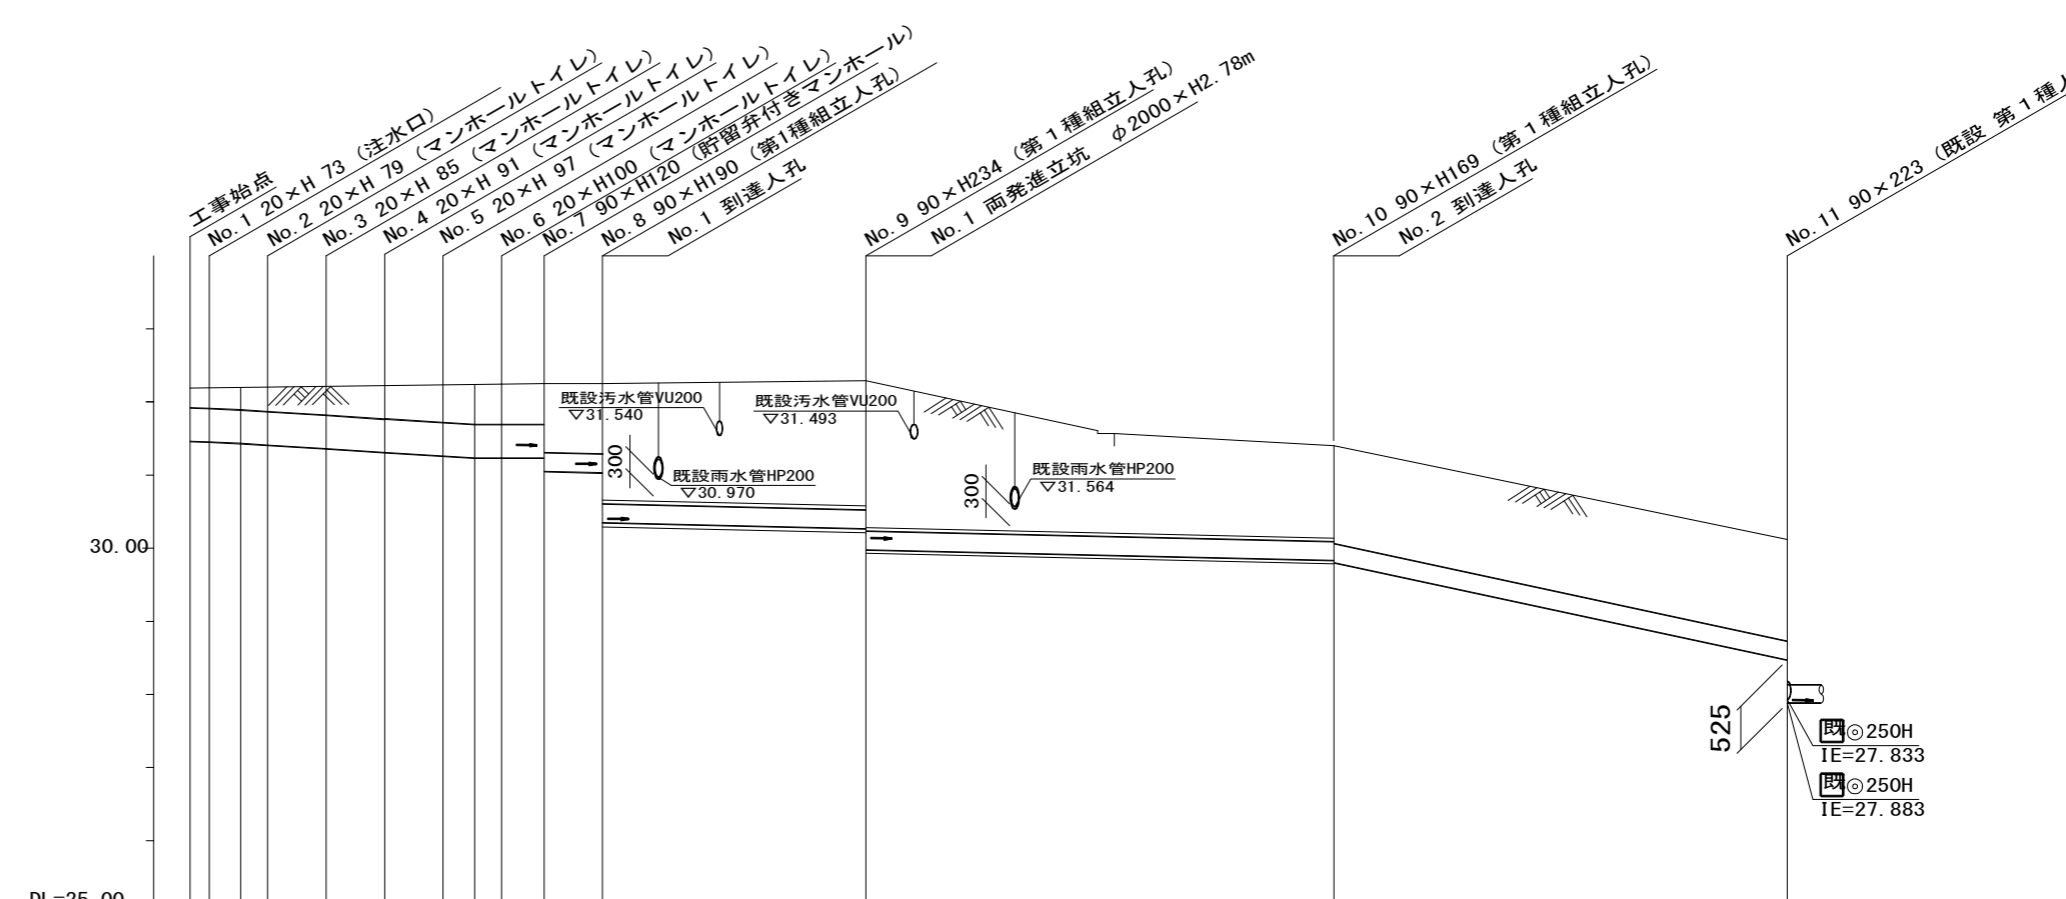 工事始点
No. 1 20×H 73 (注水口)
No. 2 20×H 79 (マンホールトイレ)
No. 3 20×H 85 (マンホールトイレ)
No. 4 20×H 91 (マンホールトイレ)
No. 5 20×H 97 (マンホールトイレ)
No. 6 20×H100 (マンホールトイレ)
No. 7 90×H120 (貯留弁付きマンホール)
No. 8 90×H190 (第1種組立人孔)
No. 1 到達人孔
No. 9 90×H234 (第1種組立人孔)
No. 1 両発進立坑 φ2000×H2.78m
No. 10 90×H169 (第1種組立人孔)
No. 2 到達人孔
No. 11 90×223 (既設 第1種
既設汚水管VU200
▽31.540
既設汚水管VU200
▽31.493
300
既設雨水管HP200
▽30.970
300
既設雨水管HP200
▽31.564
30.00
525
既◎250H
IE=27.833
既◎250H
IE=27.883
DL=25.00